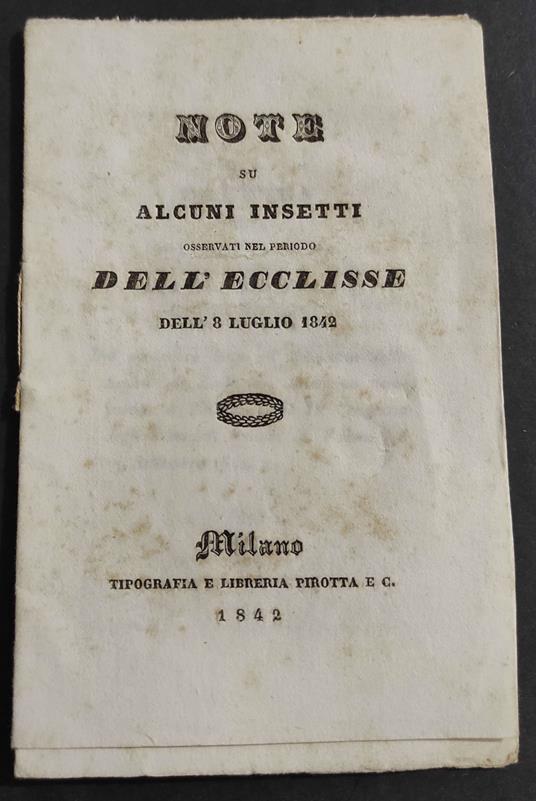 NOTE
SU
ALCUNI INSETTI
OSSERVATI NEL PERIODO
DELL' ECCLISSE
DELL' 8 LUGLIO 1842
Milano
TIPOGRAFIA E LIBRERIA PIROTTA E C.
1842